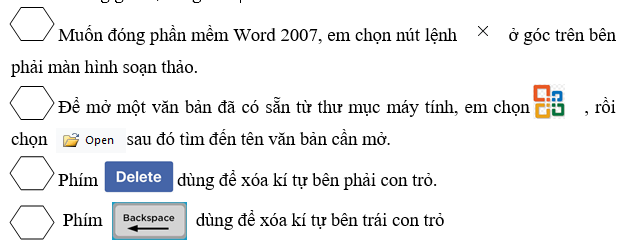 Muốn đóng phần mềm Word 2007, em chọn nút lệnh × ở góc trên bên
phải màn hình soạn thảo.
Để mở một văn bản đã có sẵn từ thư mục máy tính, em chọn , rồi
chọn Open sau đó tìm đến tên văn bản cần mở.
Phím Delete dùng để xóa kí tự bên phải con trỏ.
Phím Backspace dùng để xóa kí tự bên trái con trỏ